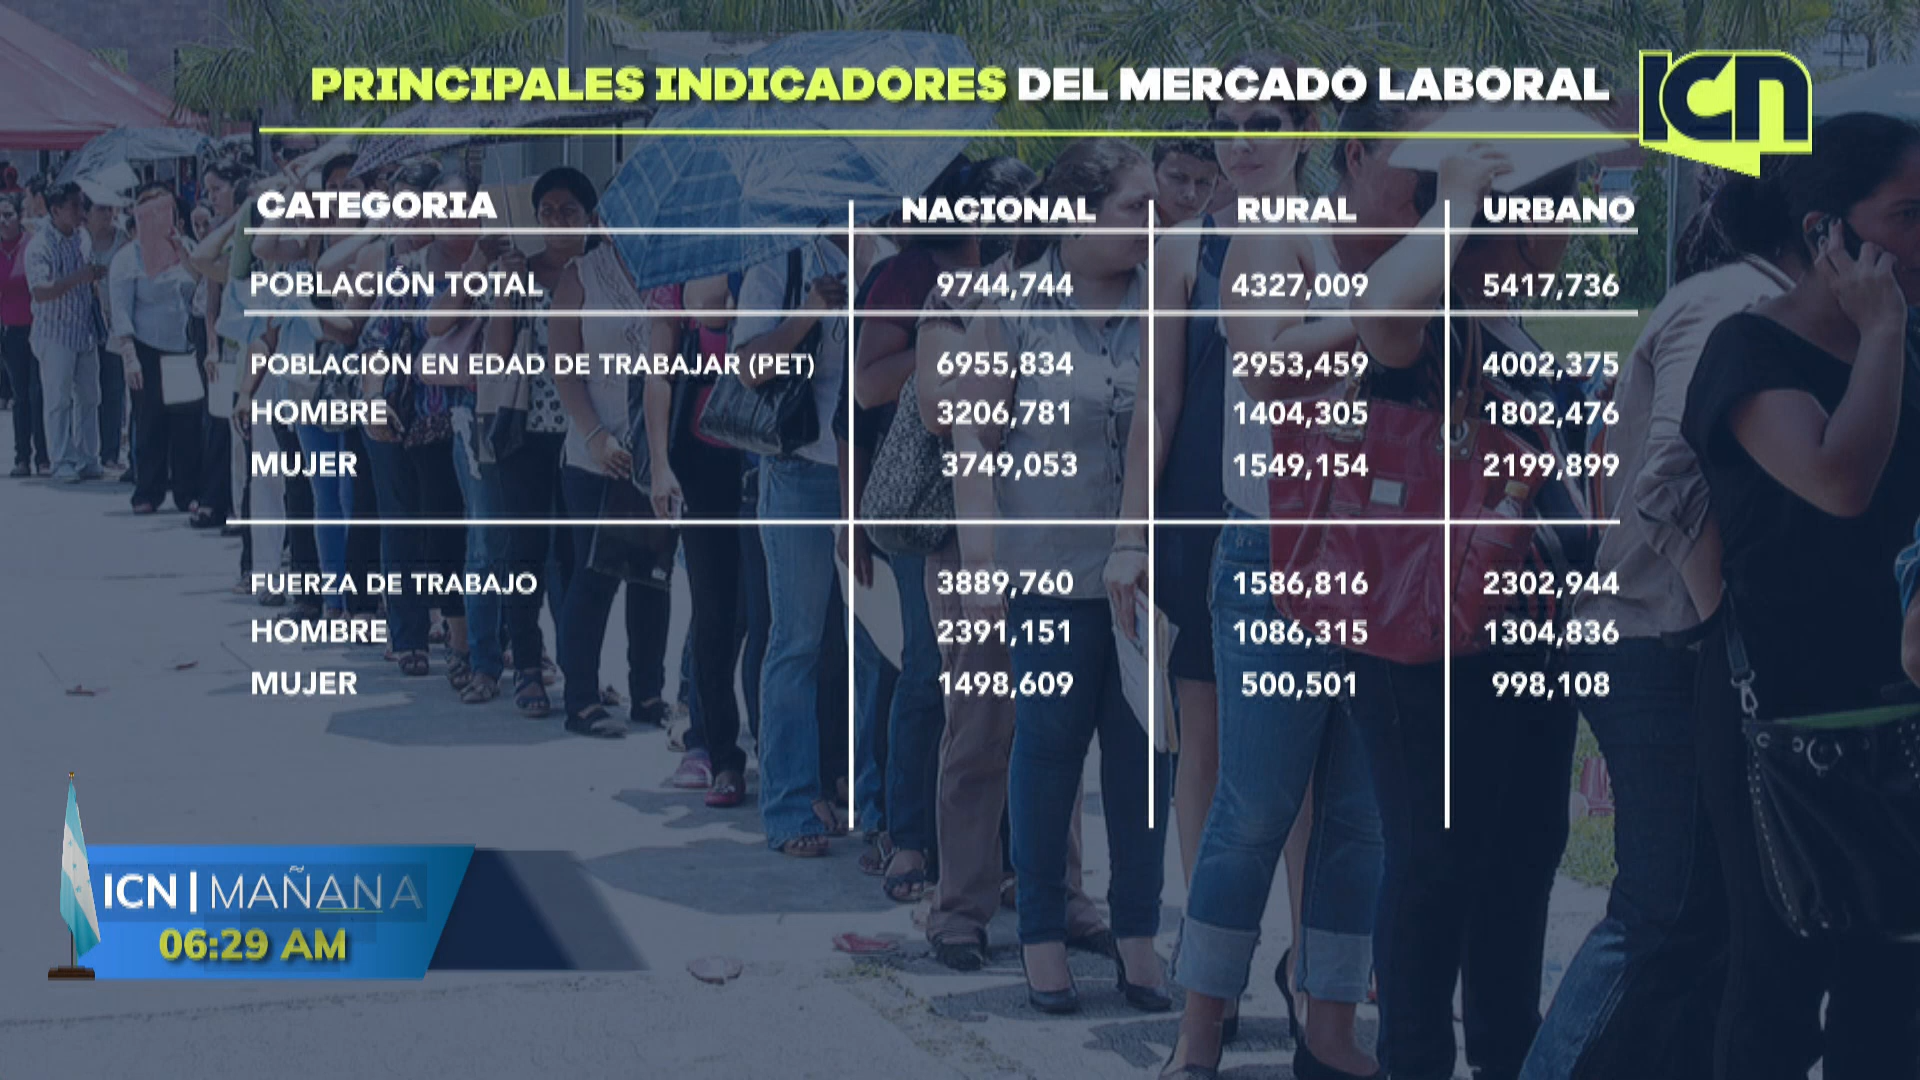 PRINCIPALES INDICADORES DEL MERCADO LABORAL
ICN
CATEGORIA NACIONAL RURAL URBANO
POBLACIÓN TOTAL 9744,744 4327,009 5417,736
POBLACIÓN EN EDAD DE TRABAJAR (PET) 6955,834 2953,459 4002,375
HOMBRE 3206,781 1404,305 1802,476
MUJER 3749,053 1549,154 2199,899
FUERZA DE TRABAJO 3889,760 1586,816 2302,944
HOMBRE 2391,151 1086,315 1304,836
MUJER 1498,609 500,501 998,108
ICN | MAÑANA
06:29 AM